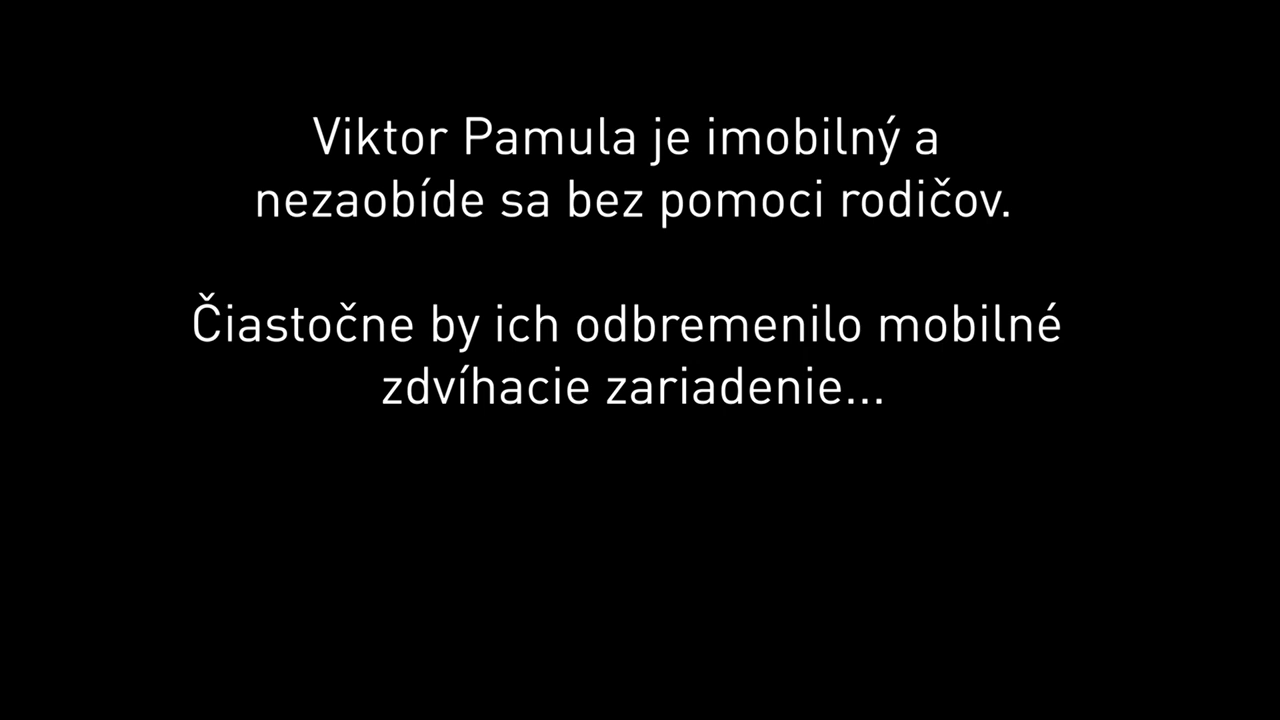 Viktor Pamula je imobilný a
nezaobíde sa bez pomoci rodičov.
Čiastočne by ich odbremenilo mobilné
zdvíhacie zariadenie...